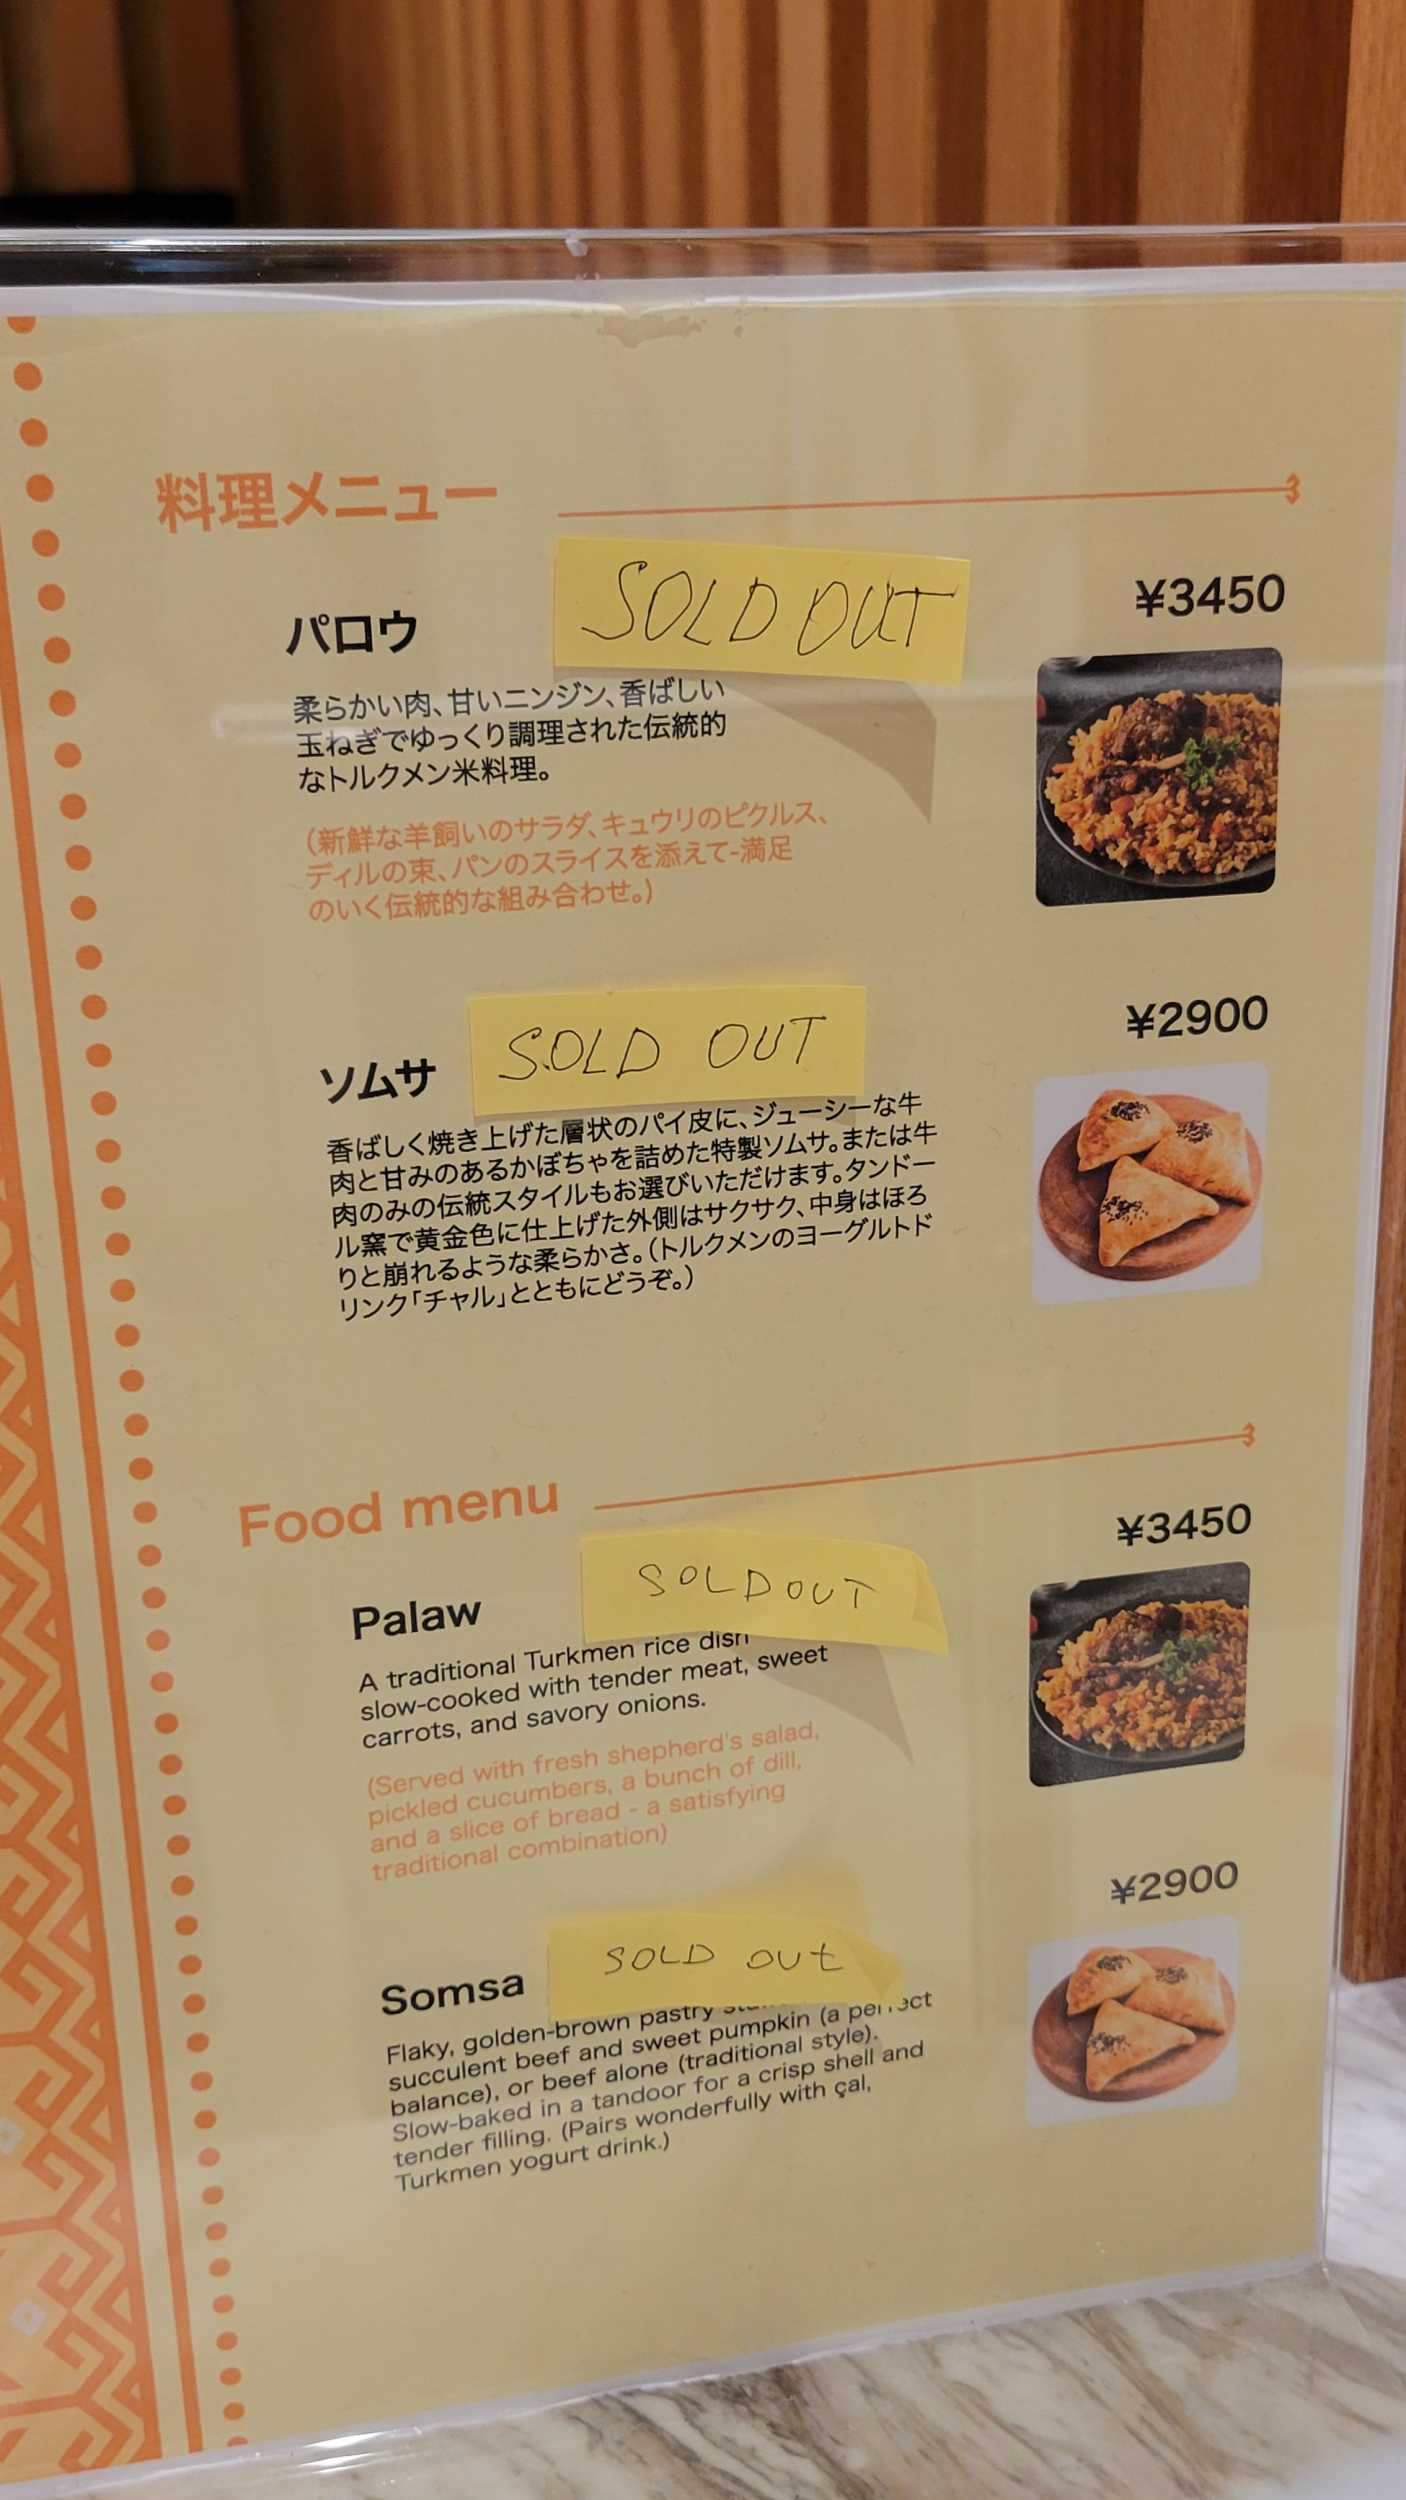 料理メニュー
SOLD OUT
¥3450
パロウ
柔らかい肉、甘いニンジン、香ばしい
玉ねぎでゆっくり調理された伝統的
なトルクメン米料理。
(新鮮な羊飼いのサラダ、キュウリのピクルス、
ディルの束、パンのスライスを添えて-満足
のいく伝統的な組み合わせ。)
SOLD OUT
¥2900
ソムサ
香ばしく焼き上げた層状のパイ皮に、ジューシーな牛
肉と甘みのあるかぼちゃを詰めた特製ソムサ。または牛
肉のみの伝統スタイルもお選びいただけます。タンドー
ル窯で黄金色に仕上げた外側はサクサク、中身はほろ
りと崩れるような柔らかさ。(トルクメンのヨーグルトド
リンク「チャル」とともにどうぞ。)
Food menu
SOLD OUT
¥3450
Palaw
A traditional Turkmen rice dish
slow-cooked with tender meat, sweet
carrots, and savory onions.
(Served with fresh shepherd's salad,
pickled cucumbers, a bunch of dill,
and a slice of bread - a satisfying
traditional combination)
SOLD OUt
¥2900
Somsa
Flaky, golden-brown pastry
succulent beef and sweet pumpkin (a perfect
balance), or beef alone (traditional style).
Slow-baked in a tandoor for a crisp shell and
tender filling. (Pairs wonderfully with çal,
Turkmen yogurt drink.)